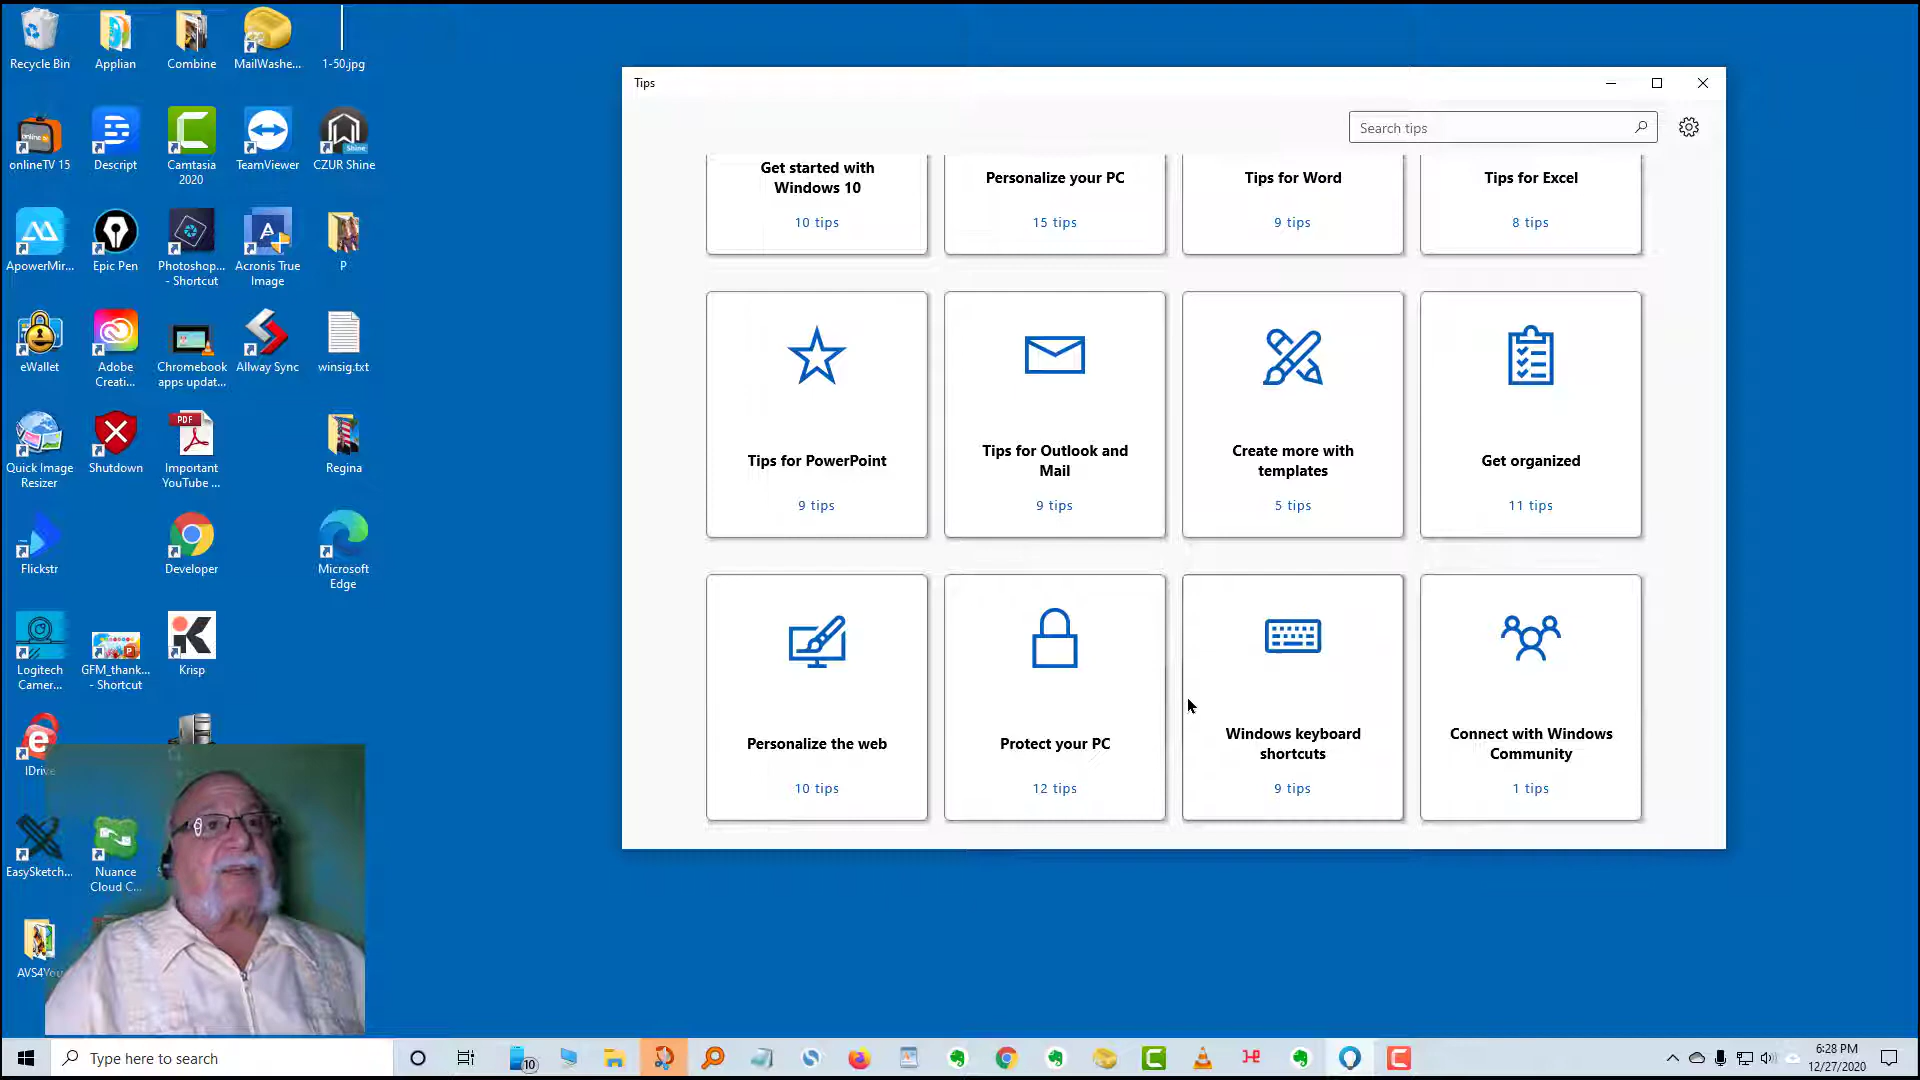 Recycle Bin
Applian
Combine
MailWashe...
1-50.jpg
onlineTV 15
Descript
Camtasia
2020
TeamViewer
CZUR Shine
ApowerMir...
Epic Pen
Photoshop...
- Shortcut
Acronis True
Image
P
eWallet
Adobe
Creati...
Chromebook
apps updat...
Allway Sync
winsig.txt
Quick Image
Resizer
Shutdown
PDF
Important
YouTube ...
Regina
Flickstr
Developer
Microsoft
Edge
Logitech
Camer...
GFM_thank...
- Shortcut
Krisp
IDrive
EasySketch...
Nuance
Cloud C...
AVS4You
Tips
Search tips
Get started with
Windows 10
10 tips
Personalize your PC
15 tips
Tips for Word
9 tips
Tips for Excel
8 tips
Tips for PowerPoint
9 tips
Tips for Outlook and
Mail
9 tips
Create more with
templates
5 tips
Get organized
11 tips
Personalize the web
10 tips
Protect your PC
12 tips
Windows keyboard
shortcuts
9 tips
Connect with Windows
Community
1 tips
Type here to search
10
6:28 PM
12/27/2020